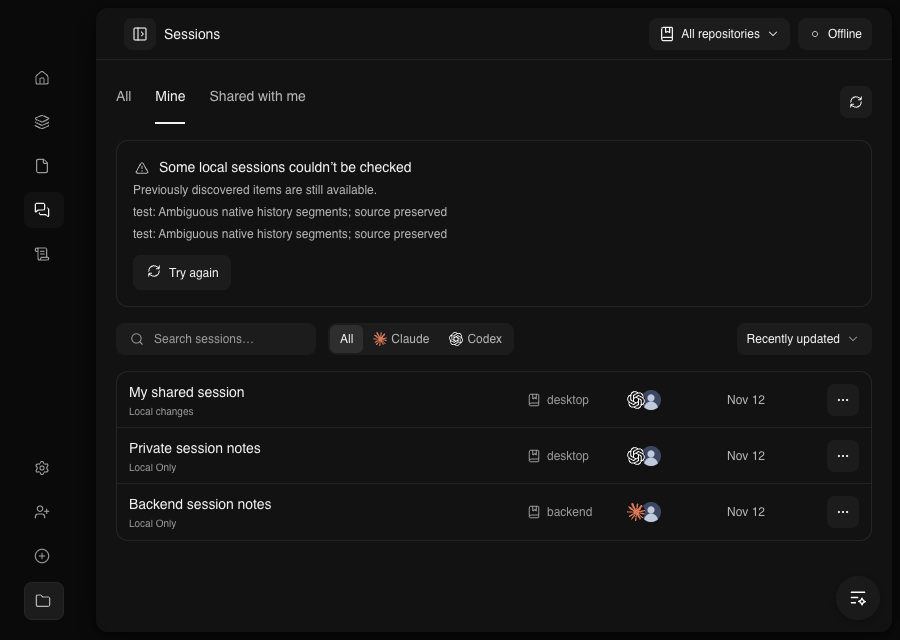 Sessions
All repositories
Offline
All
Mine
Shared with me
Some local sessions couldn’t be checked
Previously discovered items are still available.
test: Ambiguous native history segments; source preserved
test: Ambiguous native history segments; source preserved
Try again
Search sessions…
All
Claude
Codex
Recently updated
My shared session
Local changes
desktop
Nov 12
Private session notes
Local Only
desktop
Nov 12
Backend session notes
Local Only
backend
Nov 12